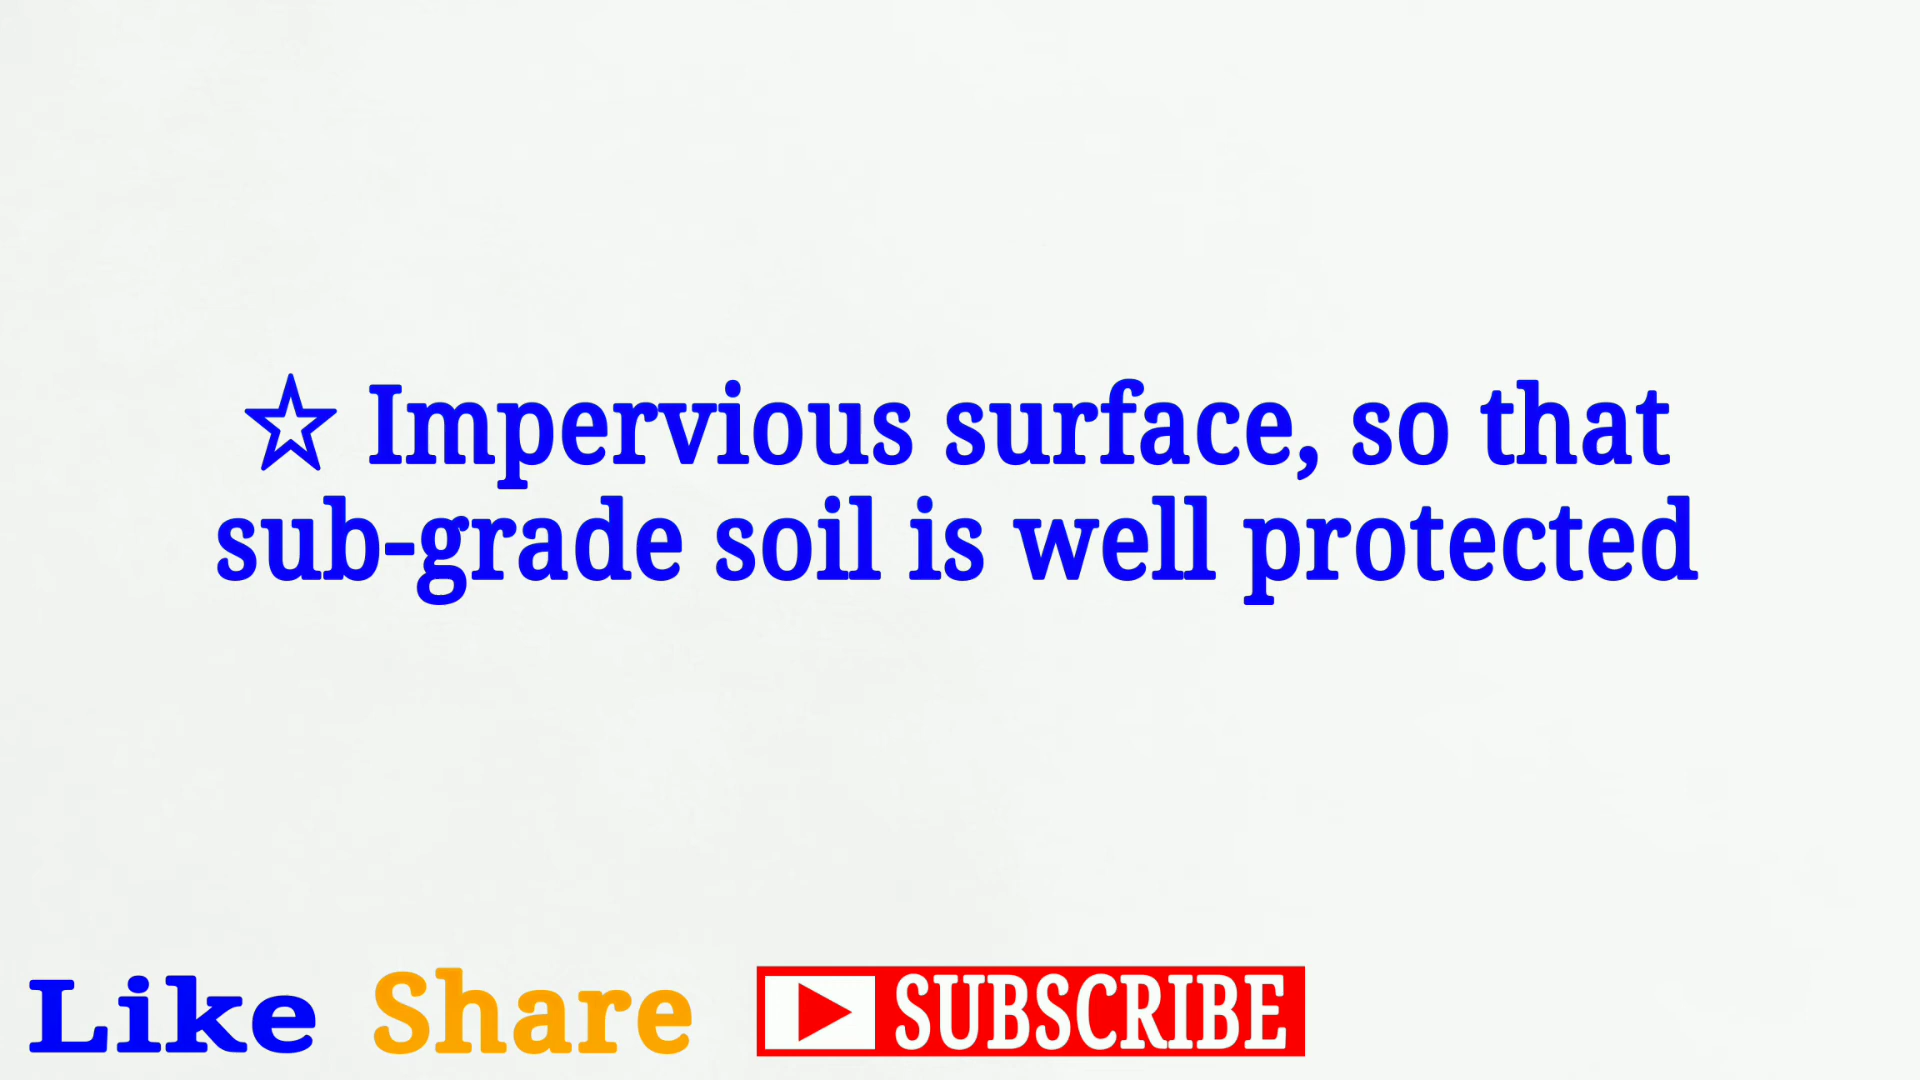 ☆ Impervious surface, so that
sub-grade soil is well protected
Like Share SUBSCRIBE